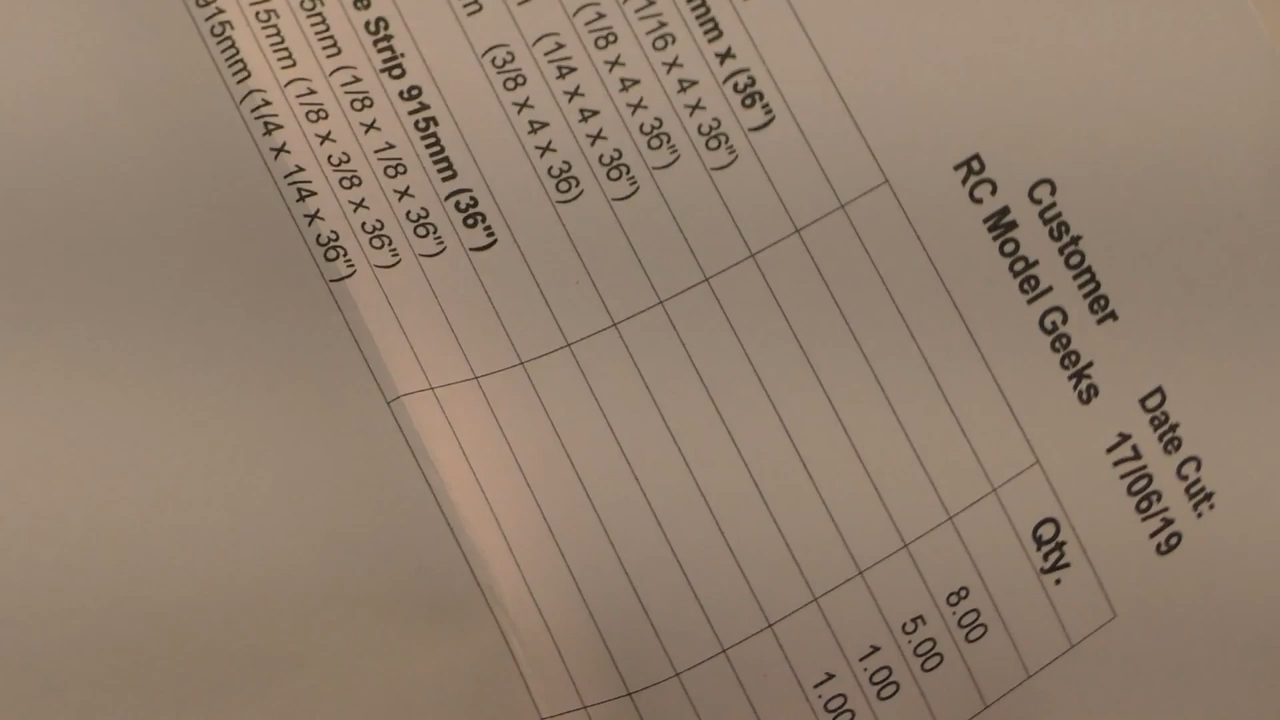 Customer
RC Model Geeks
Date Cut:
17/06/19
Qty.
mm x (36")
1/16 x 4 x 36") 8.00
(1/8 x 4 x 36") 5.00
(1/4 x 4 x 36") 1.00
(3/8 x 4 x 36) 1.00
Strip 915mm (36")
5mm (1/8 x 1/8 x 36")
15mm (1/8 x 3/8 x 36")
915mm (1/4 x 1/4 x 36")